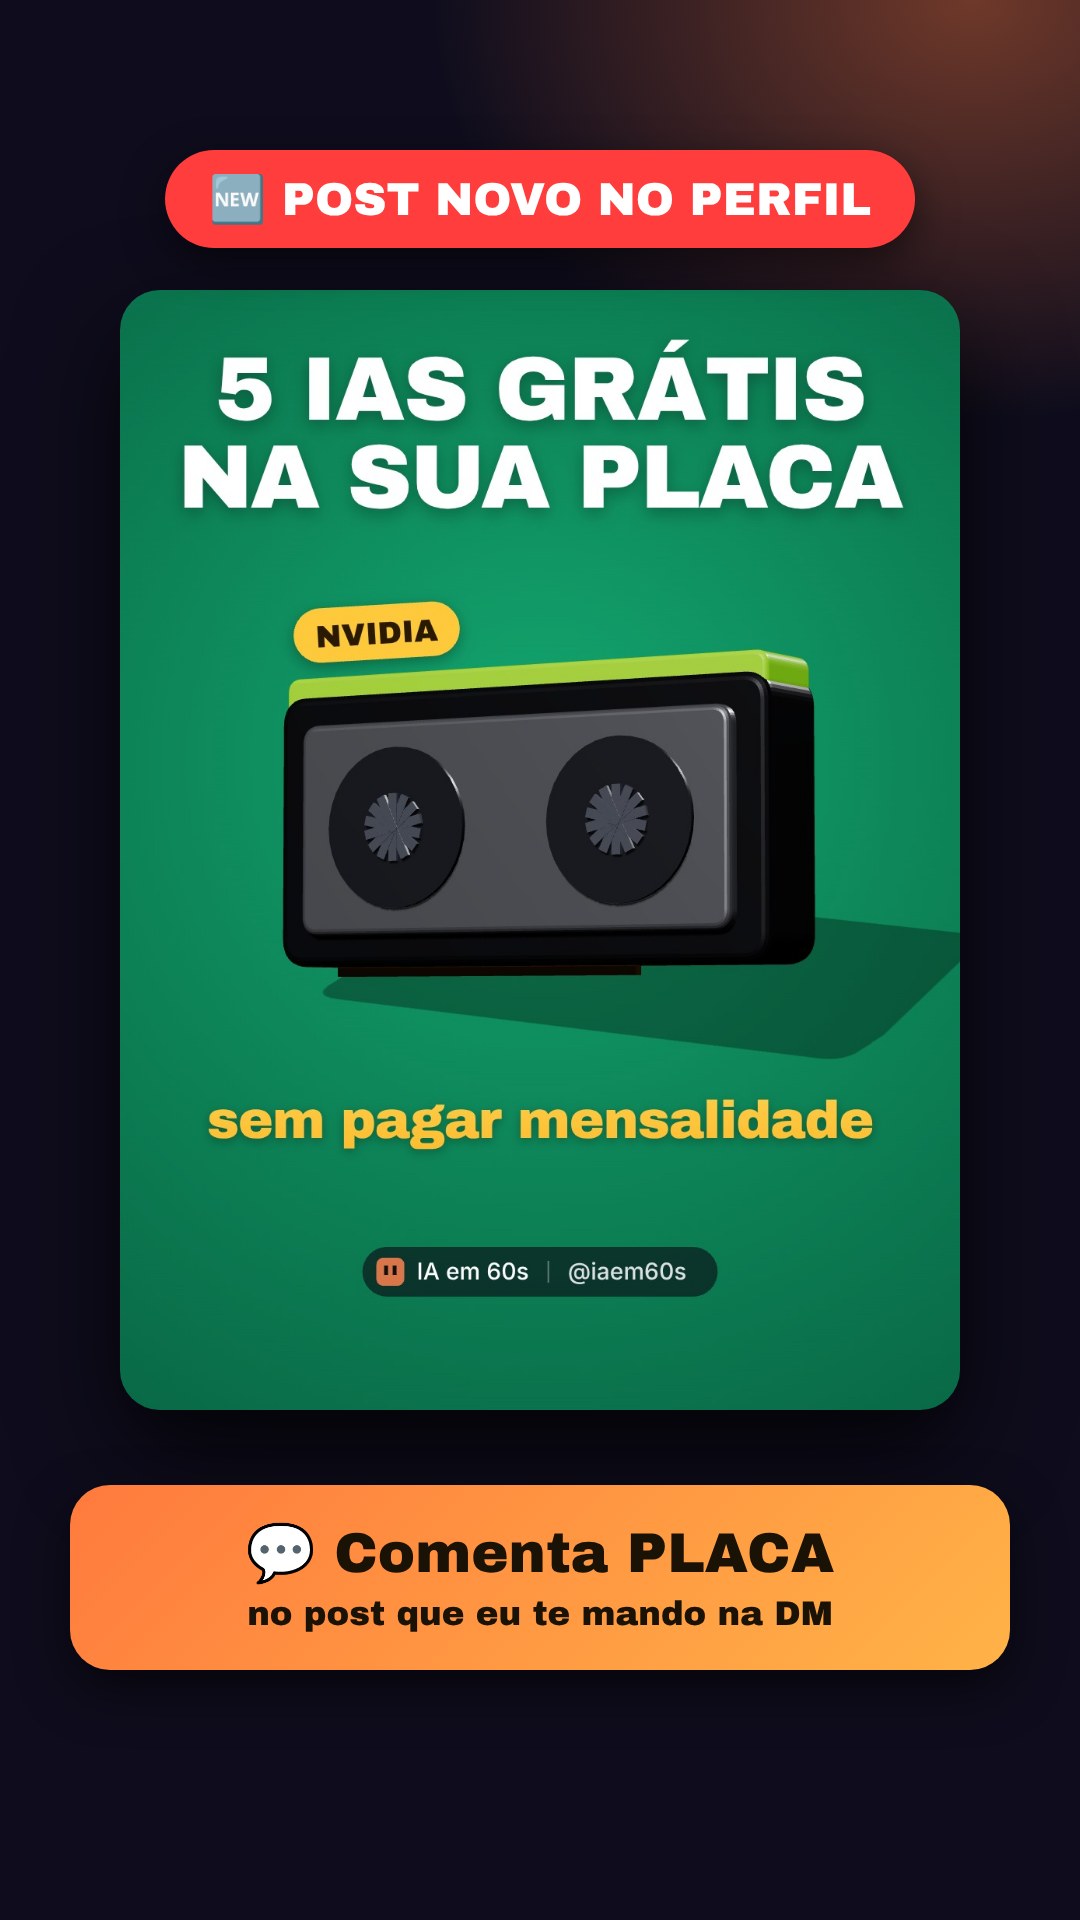 🆕 POST NOVO NO PERFIL
5 IAS GRÁTIS
NA SUA PLACA
NVIDIA
sem pagar mensalidade
IA em 60s | @iaem60s
💬 Comenta PLACA
no post que eu te mando na DM